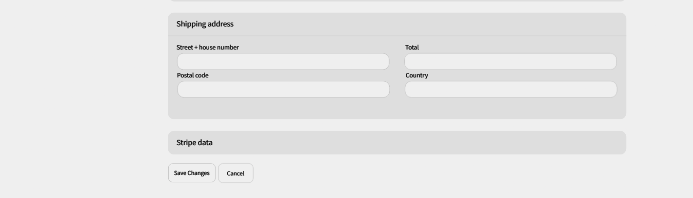 Shipping address
Street + house number
Total
Postal code
Country
Stripe data
Save Changes
Cancel